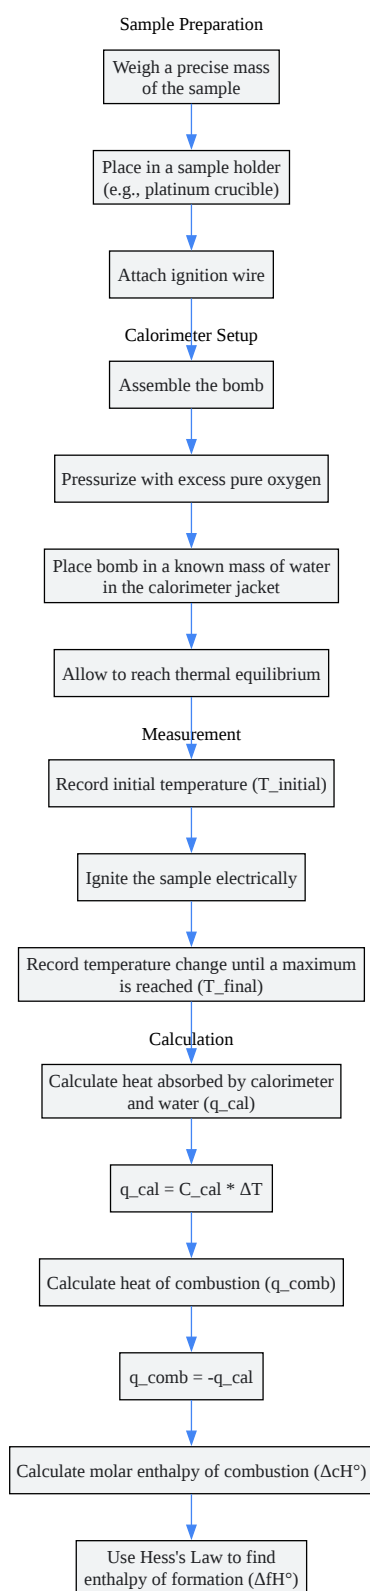 Sample Preparation
Weigh a precise mass
of the sample
Place in a sample holder
(e.g., platinum crucible)
Attach ignition wire
Calorimeter Setup
Assemble the bomb
Pressurize with excess pure oxygen
Place bomb in a known mass of water
in the calorimeter jacket
Allow to reach thermal equilibrium
Measurement
Record initial temperature (T_initial)
Ignite the sample electrically
Record temperature change until a maximum
is reached (T_final)
Calculation
Calculate heat absorbed by calorimeter
and water (q_cal)
q_cal = C_cal * ΔT
Calculate heat of combustion (q_comb)
q_comb = -q_cal
Calculate molar enthalpy of combustion (ΔcH°)
Use Hess's Law to find
enthalpy of formation (ΔfH°)